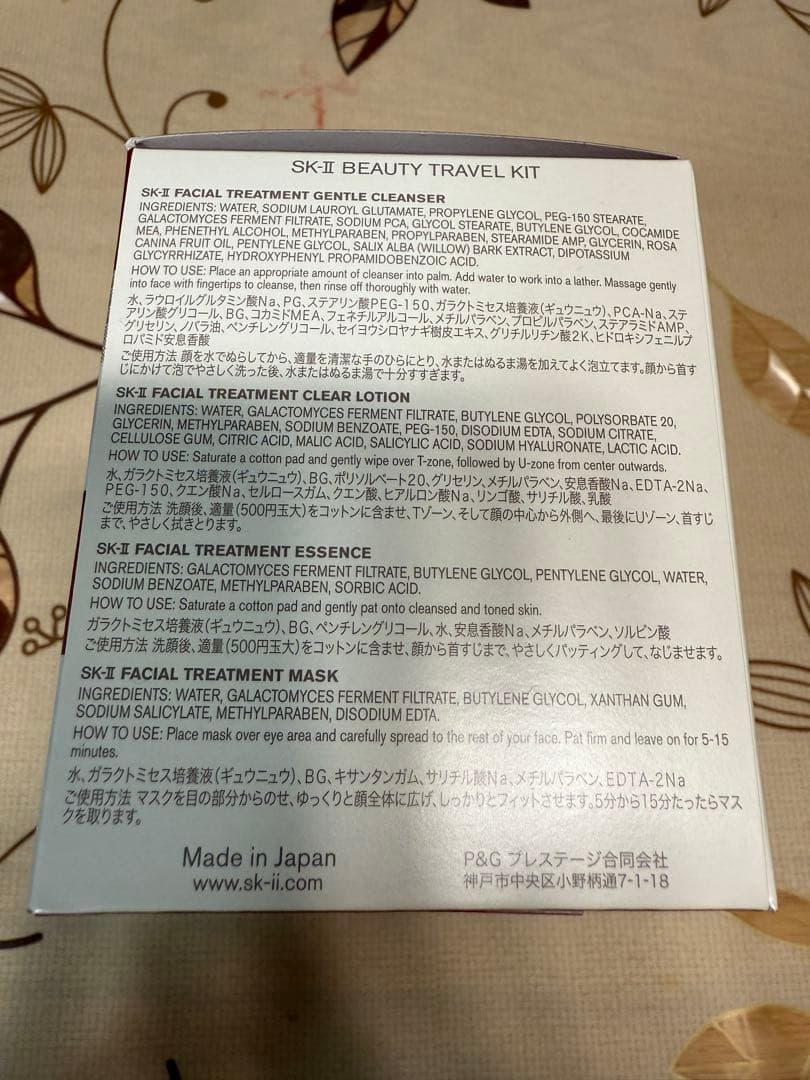 SK-II BEAUTY TRAVEL KIT
SK-II FACIAL TREATMENT GENTLE CLEANSER
INGREDIENTS: WATER, SODIUM LAUROYL GLUTAMATE, PROPYLENE GLYCOL, PEG-150 STEARATE,
GALACTOMYCES FERMENT FILTRATE, SODIUM PCA, GLYCOL STEARATE, BUTYLENE GLYCOL, COCAMIDE
MEA, PHENETHYL ALCOHOL, METHYLPARABEN, PROPYLPARABEN, STEARAMIDE AMP, GLYCERIN, ROSA
CANINA FRUIT OIL, PENTYLENE GLYCOL, SALIX ALBA (WILLOW) BARK EXTRACT, DIPOTASSIUM
GLYCYRRHIZATE, HYDROXYPHENYL PROPAMIDOBENZOIC ACID.
HOW TO USE: Place an appropriate amount of cleanser into palm. Add water to work into a lather. Massage gently
into face with fingertips to cleanse, then rinse off thoroughly with water.
水、ラウロイルグルタミン酸Na、PG、ステアリン酸PEG-150、ガラクトミセス培養液(ギュウニュウ)、PCA-Na、ステ
アリン酸グリコール、BG、コカミドMEA、フェネチルアルコール、メチルパラベン、プロピルパラベン、ステアラミドAMP、
グリセリン、ノバラ油、ペンチレングリコール、セイヨウシロヤナギ樹皮エキス、グリチルリチン酸2K、ヒドロキシフェニルプ
ロパミド安息香酸
ご使用方法 顔を水でぬらしてから、適量を清潔な手のひらにとり、水またはぬるま湯を加えてよく泡立てます。顔から首す
じにかけて泡でやさしく洗った後、水またはぬるま湯で十分すすぎます。
SK-II FACIAL TREATMENT CLEAR LOTION
INGREDIENTS: WATER, GALACTOMYCES FERMENT FILTRATE, BUTYLENE GLYCOL, POLYSORBATE 20,
GLYCERIN, METHYLPARABEN, SODIUM BENZOATE, PEG-150, DISODIUM EDTA, SODIUM CITRATE,
CELLULOSE GUM, CITRIC ACID, MALIC ACID, SALICYLIC ACID, SODIUM HYALURONATE, LACTIC ACID.
HOW TO USE: Saturate a cotton pad and gently wipe over T-zone, followed by U-zone from center outwards.
水、ガラクトミセス培養液(ギュウニュウ)、BG、ポリソルベート20、グリセリン、メチルパラベン、安息香酸Na、EDTA-2Na、
PEG-150、クエン酸Na、セルロースガム、クエン酸、ヒアルロン酸Na、リンゴ酸、サリチル酸、乳酸
ご使用方法 洗顔後、適量(500円玉大)をコットンに含ませ、Tゾーン、そして顔の中心から外側へ、最後にUゾーン、首すじ
まで、やさしく拭きとります。
SK-II FACIAL TREATMENT ESSENCE
INGREDIENTS: GALACTOMYCES FERMENT FILTRATE, BUTYLENE GLYCOL, PENTYLENE GLYCOL, WATER,
SODIUM BENZOATE, METHYLPARABEN, SORBIC ACID.
HOW TO USE: Saturate a cotton pad and gently pat onto cleansed and toned skin.
ガラクトミセス培養液(ギュウニュウ)、BG、ペンチレングリコール、水、安息香酸Na、メチルパラベン、ソルビン酸
ご使用方法 洗顔後、適量(500円玉大)をコットンに含ませ、顔から首すじまで、やさしくパッティングして、なじませます。
SK-II FACIAL TREATMENT MASK
INGREDIENTS: WATER, GALACTOMYCES FERMENT FILTRATE, BUTYLENE GLYCOL, XANTHAN GUM,
SODIUM SALICYLATE, METHYLPARABEN, DISODIUM EDTA.
HOW TO USE: Place mask over eye area and carefully spread to the rest of your face. Pat firm and leave on for 5-15
minutes.
水、ガラクトミセス培養液(ギュウニュウ)、BG、キサンタンガム、サリチル酸Na、メチルパラベン、EDTA-2Na
ご使用方法 マスクを目の部分からのせ、ゆっくりと顔全体に広げ、しっかりとフィットさせます。5分から15分たったらマス
クを取ります。
Made in Japan
www.sk-ii.com
P&G プレステージ合同会社
神戸市中央区小野柄通7-1-18